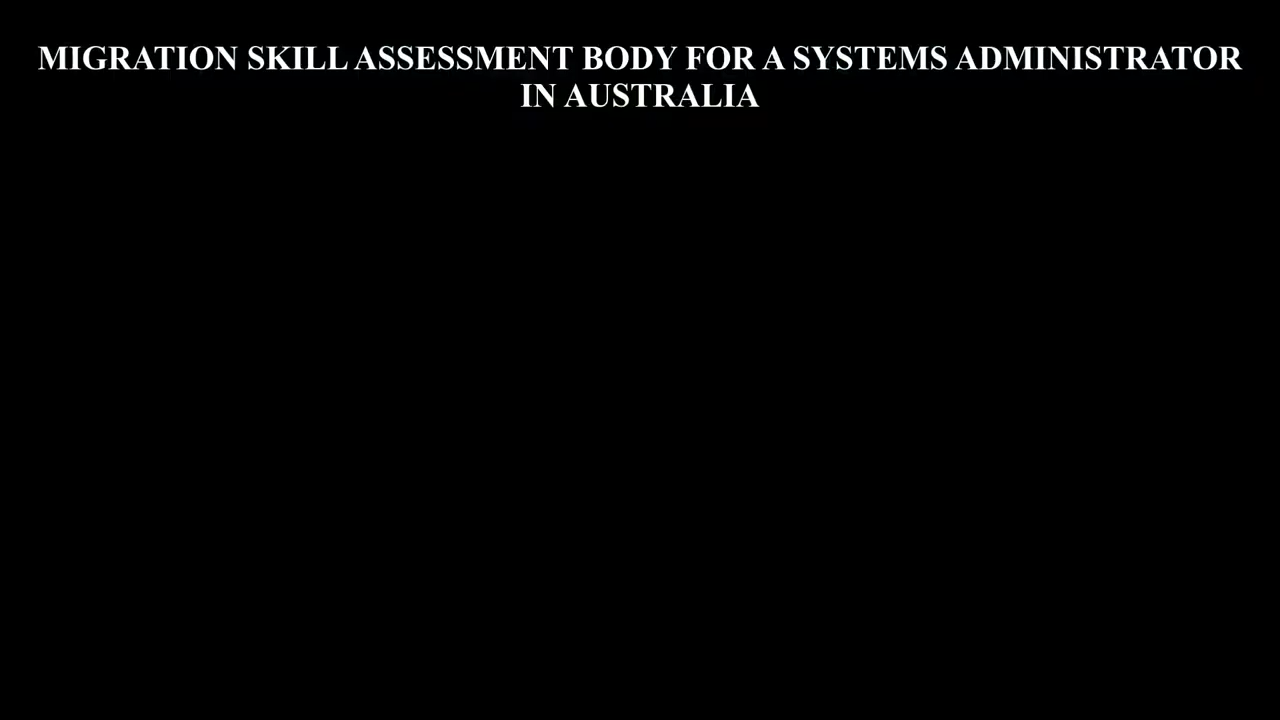 MIGRATION SKILL ASSESSMENT BODY FOR A SYSTEMS ADMINISTRATOR
IN AUSTRALIA